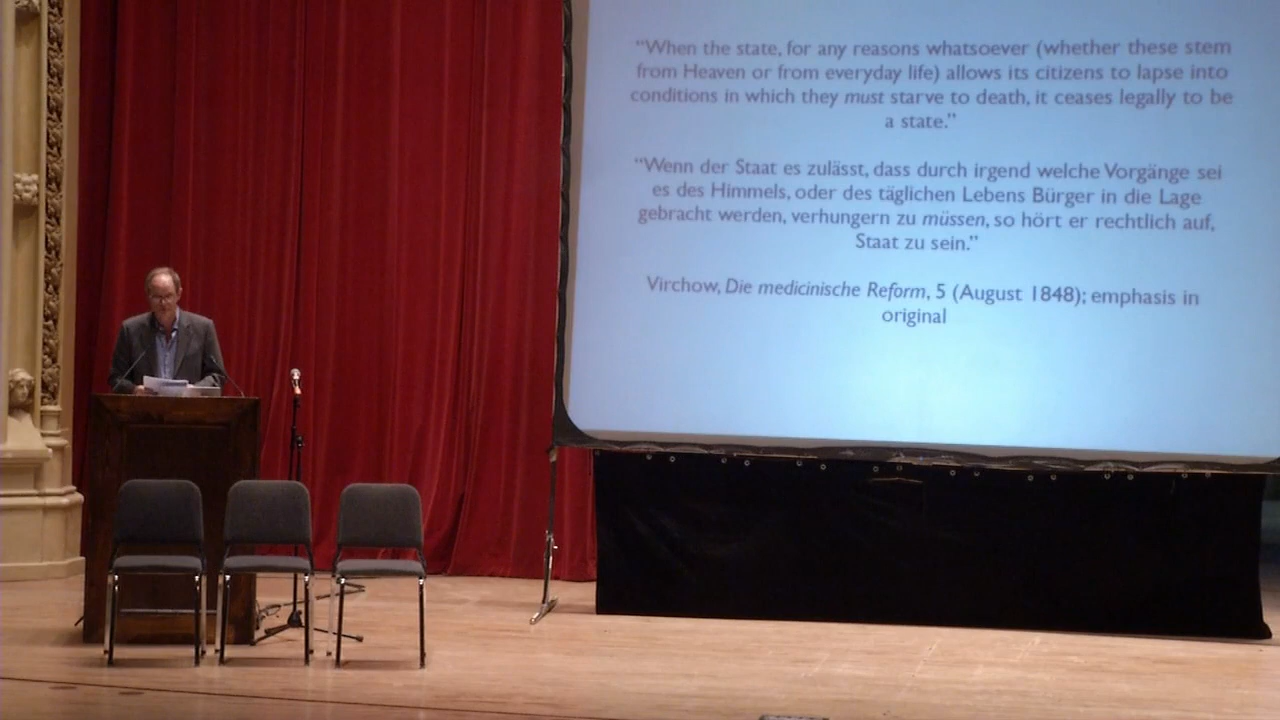 “When the state, for any reasons whatsoever (whether these stem
from Heaven or from everyday life) allows its citizens to lapse into
conditions in which they must starve to death, it ceases legally to be
a state.”
“Wenn der Staat es zulässt, dass durch irgend welche Vorgänge sei
es des Himmels, oder des täglichen Lebens Bürger in die Lage
gebracht werden, verhungern zu müssen, so hört er rechtlich auf,
Staat zu sein.”
Virchow, Die medicinische Reform, 5 (August 1848); emphasis in
original